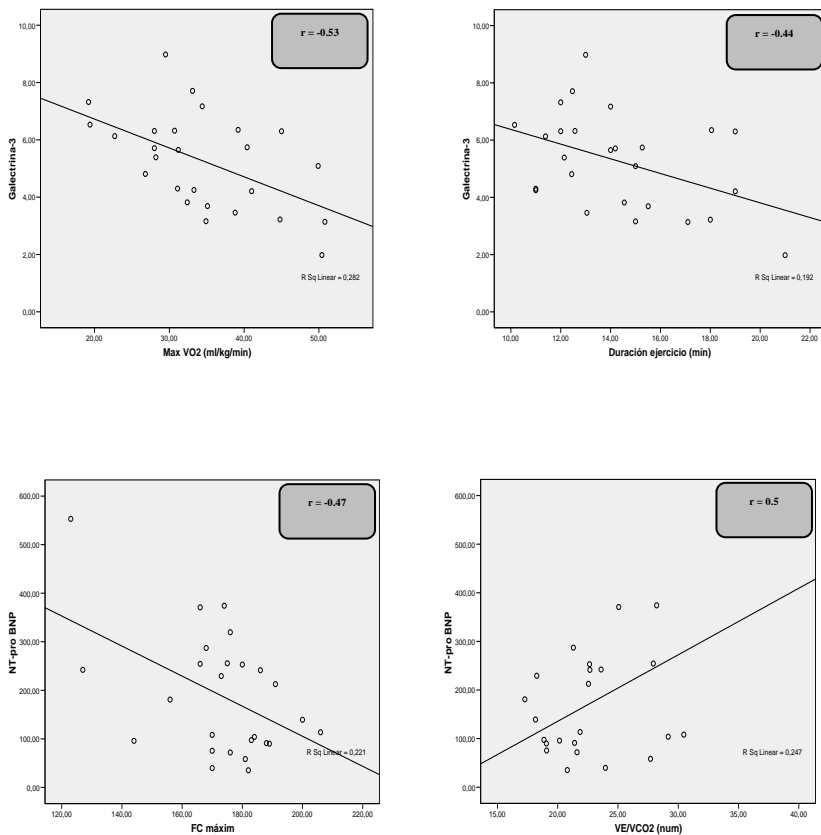 r = -0.53
10,00
8,00
6,00
4,00
2,00
0,00
Galectrina-3
R Sq Linear = 0,282
20,00 30,00 40,00 50,00
Max VO2 (ml/kg/min)
r = -0.44
10,00
8,00
6,00
4,00
2,00
0,00
Galectrina-3
R Sq Linear = 0,192
10,00 12,00 14,00 16,00 18,00 20,00 22,00
Duración ejercicio (mín)
r = -0.47
600,00
500,00
400,00
300,00
200,00
100,00
0,00
NT-pro BNP
R Sq Linear = 0,221
120,00 140,00 160,00 180,00 200,00 220,00
FC máxim
r = 0.5
600,00
500,00
400,00
300,00
200,00
100,00
0,00
NT-pro BNP
R Sq Linear = 0,247
15,00 20,00 25,00 30,00 35,00 40,00
VE/VCO2 (num)